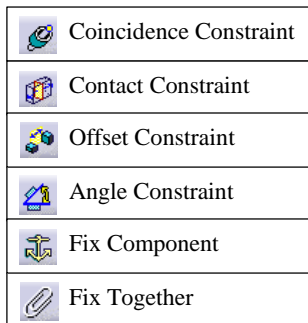 Coincidence Constraint
Contact Constraint
Offset Constraint
Angle Constraint
Fix Component
Fix Together